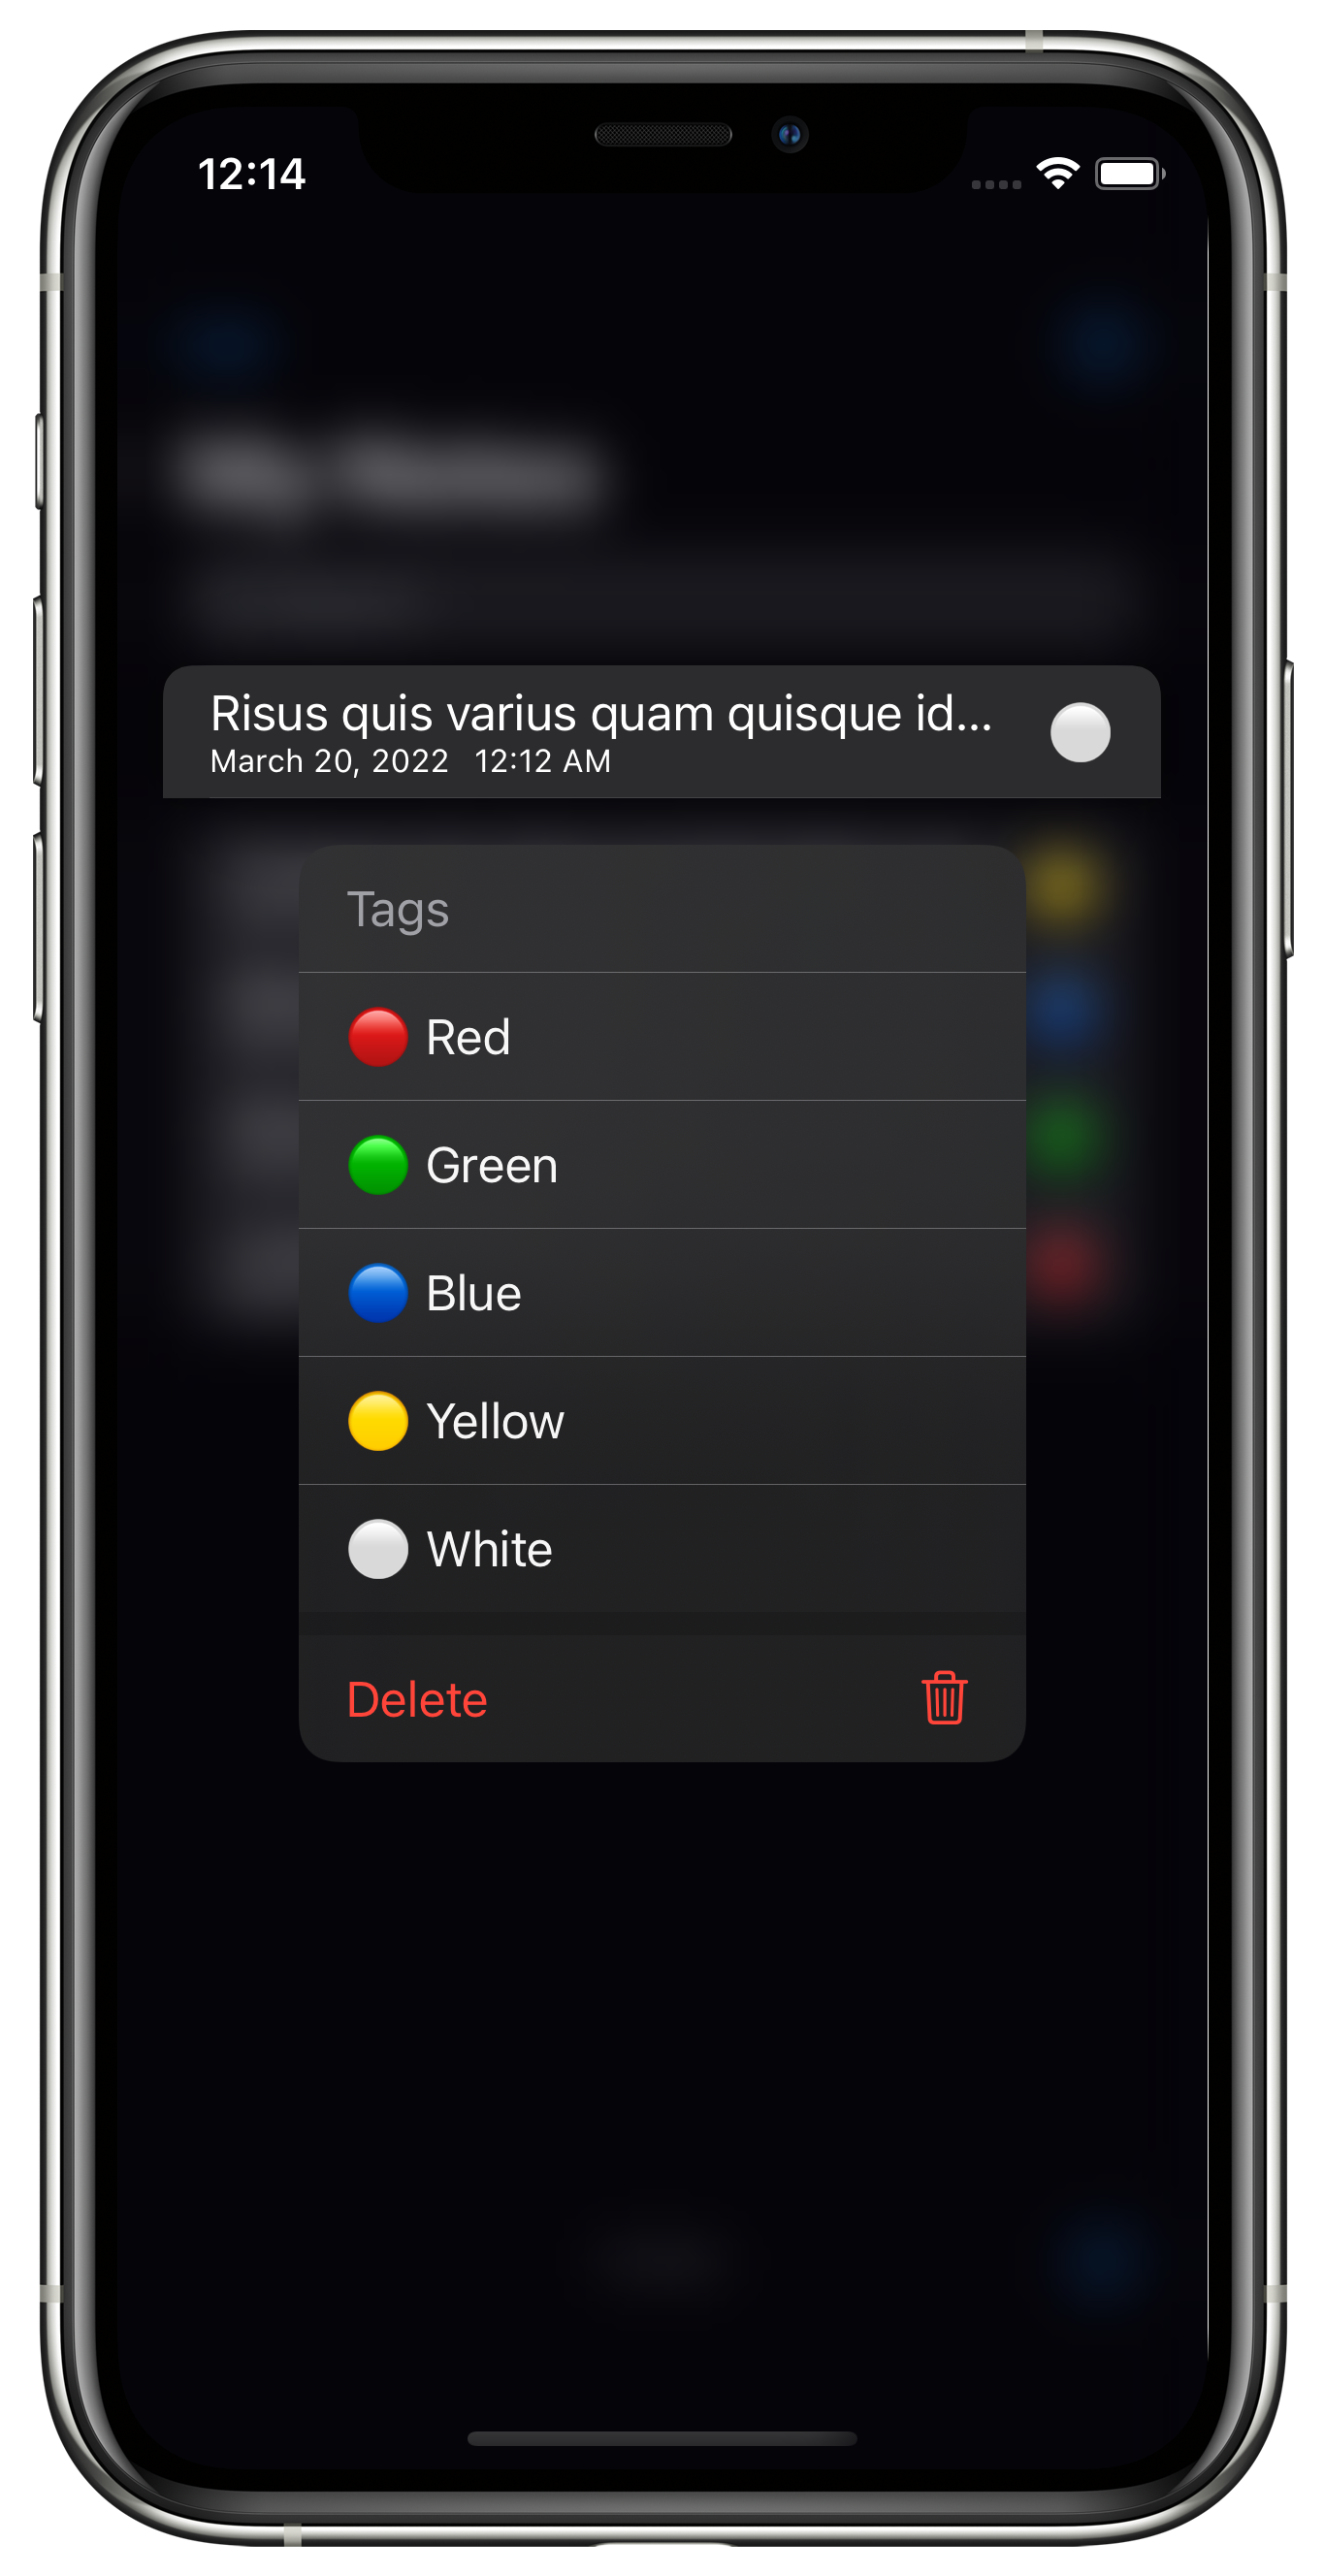 12:14
Risus quis varius quam quisque id...
March 20, 2022 12:12 AM
Tags
Red
Green
Blue
Yellow
White
Delete